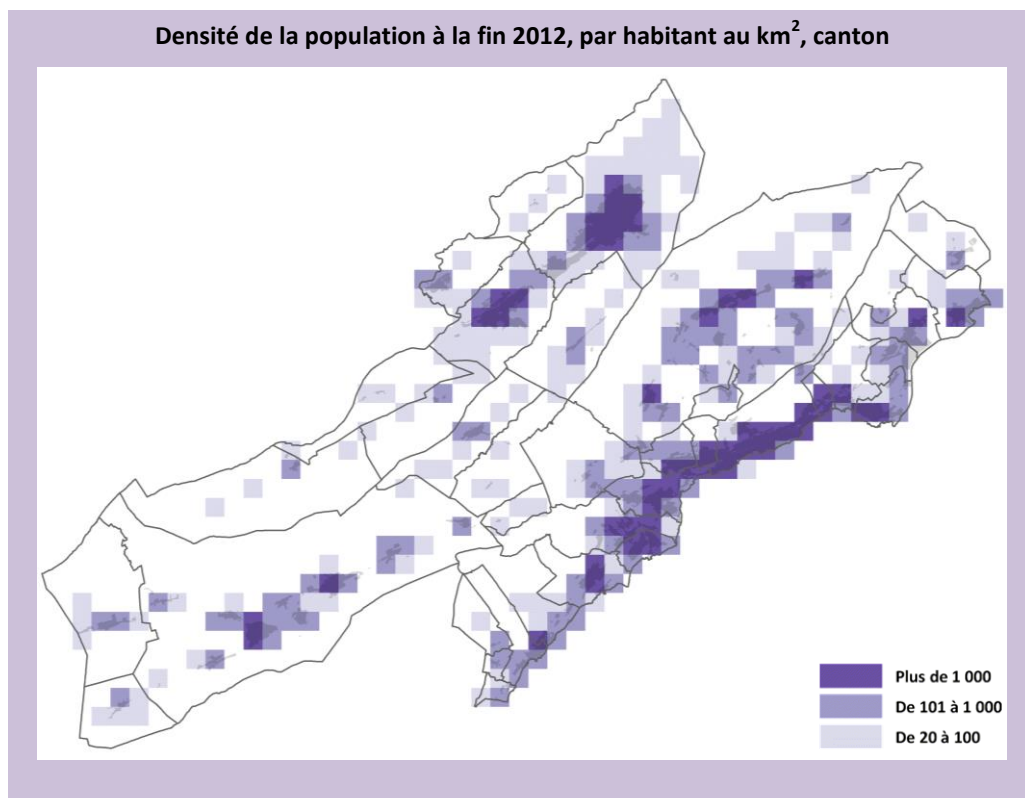 Densité de la population à la fin 2012, par habitant au km², canton
Plus de 1 000
De 101 à 1 000
De 20 à 100